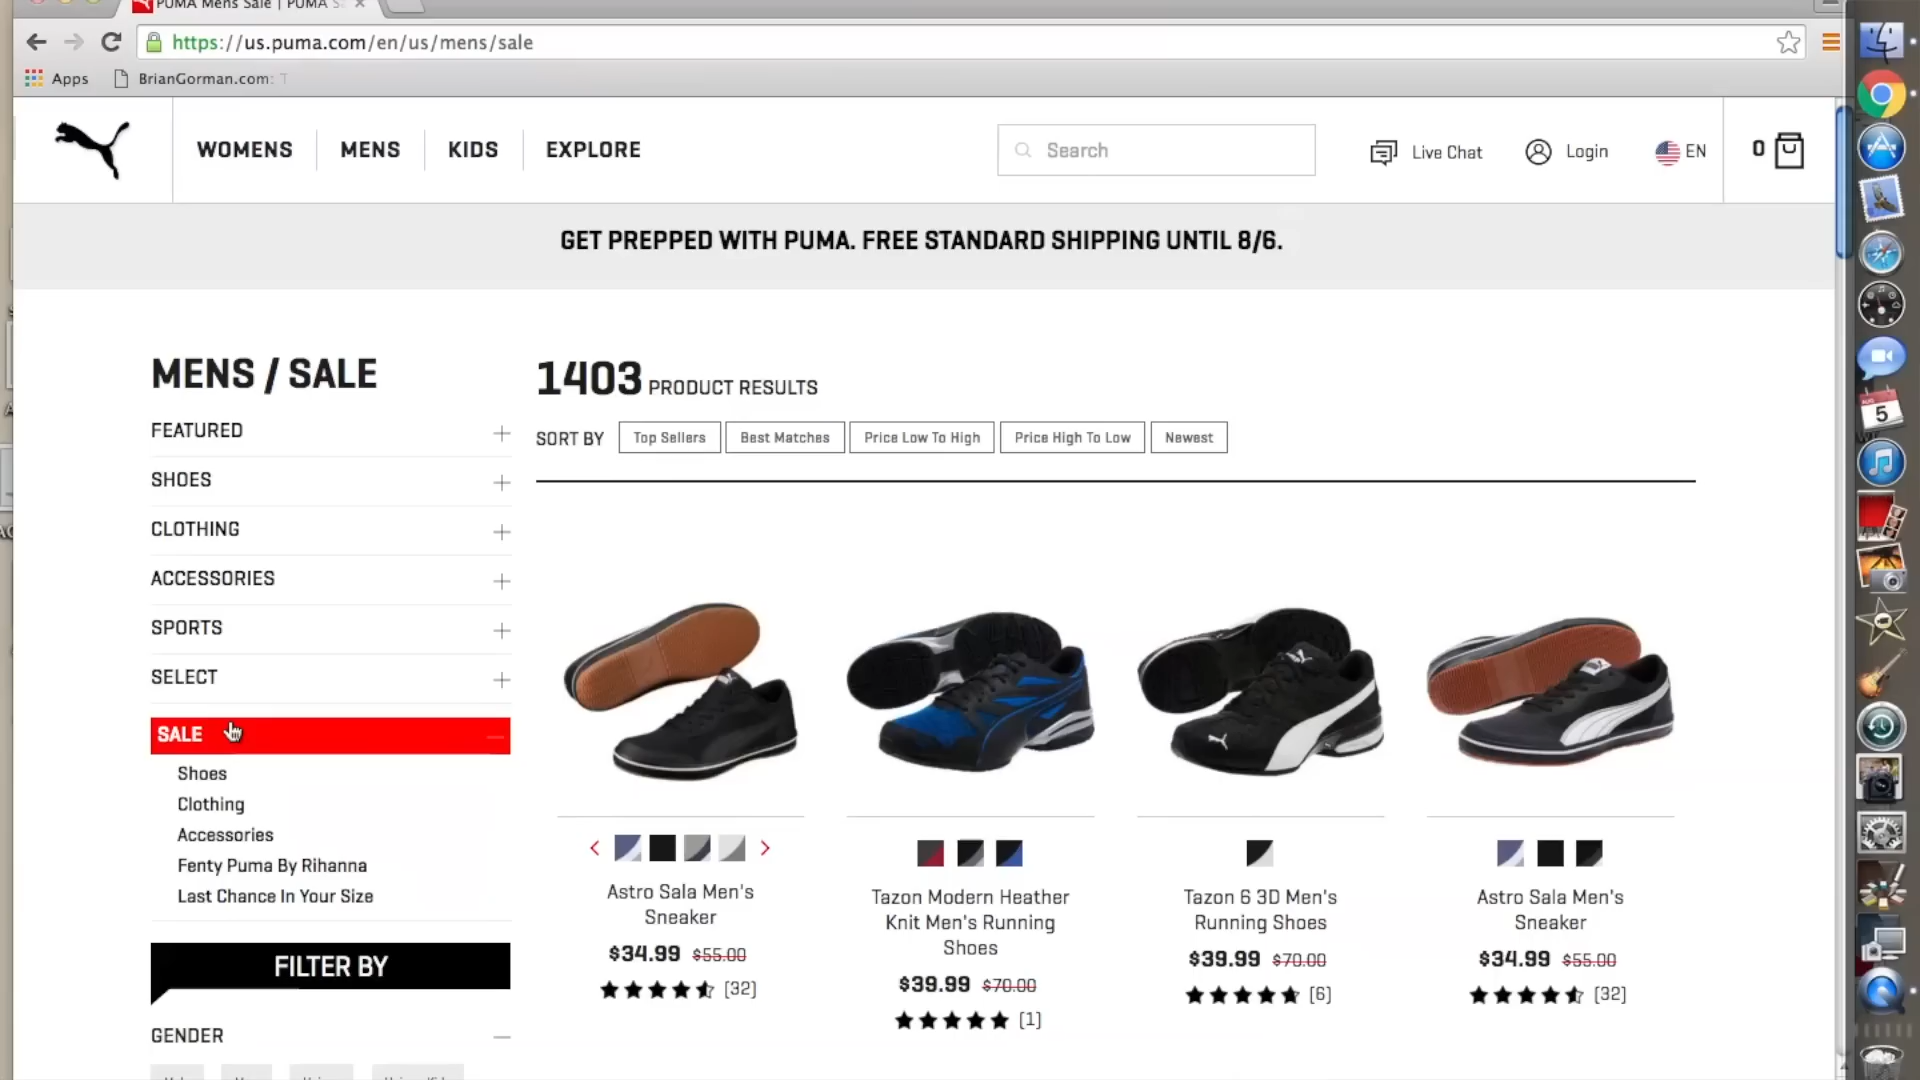 PUMA Mens Sale | PUMA S
https://us.puma.com/en/us/mens/sale
Apps
BrianGorman.com: T
WOMENS
MENS
KIDS
EXPLORE
Search
Live Chat
Login
EN
0
GET PREPPED WITH PUMA. FREE STANDARD SHIPPING UNTIL 8/6.
MENS / SALE
FEATURED
SHOES
CLOTHING
ACCESSORIES
SPORTS
SELECT
SALE
Shoes
Clothing
Accessories
Fenty Puma By Rihanna
Last Chance In Your Size
FILTER BY
GENDER
1403 PRODUCT RESULTS
SORT BY
Top Sellers
Best Matches
Price Low To High
Price High To Low
Newest
Astro Sala Men's
Sneaker
$34.99 $55.00
[32]
Tazon Modern Heather
Knit Men's Running
Shoes
$39.99 $70.00
[1]
Tazon 6 3D Men's
Running Shoes
$39.99 $70.00
[6]
Astro Sala Men's
Sneaker
$34.99 $55.00
[32]
AUG
5